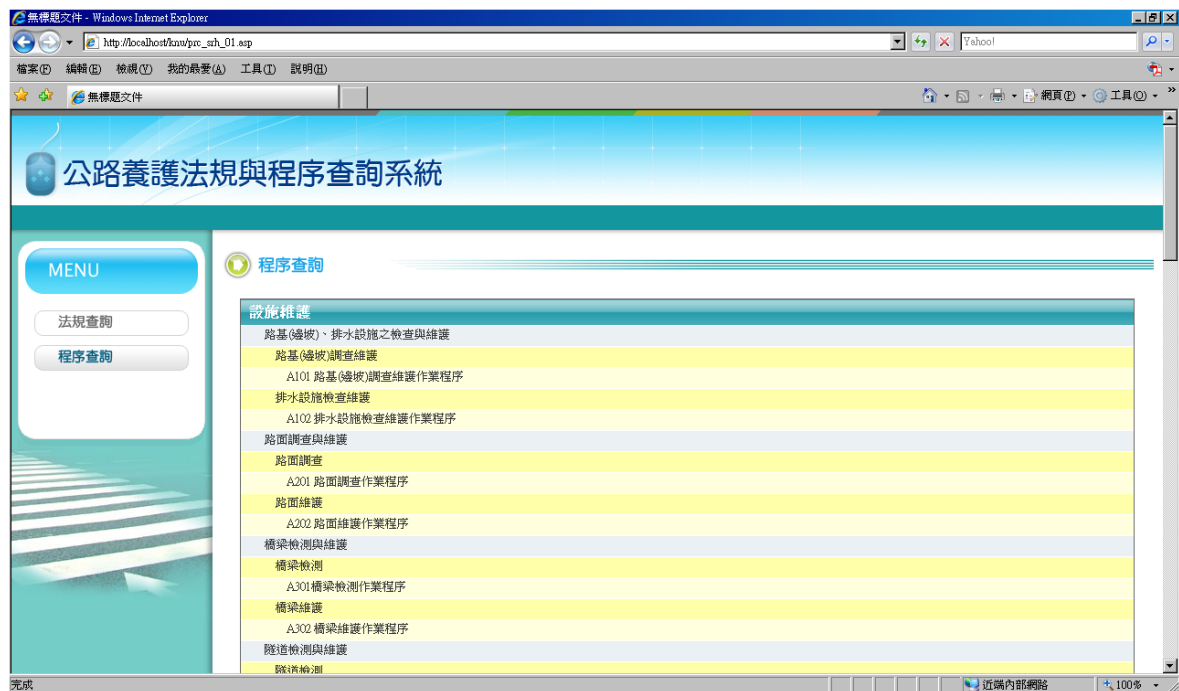 無標題文件 - Windows Internet Explorer
http://localhost/knw/prc_srh_01.asp
Yahoo!
檔案(F) 編輯(E) 檢視(V) 我的最愛(A) 工具(T) 說明(H)
無標題文件
網頁(P) 工具(O)
公路養護法規與程序查詢系統
MENU
法規查詢
程序查詢
程序查詢
設施維護
路基(邊坡)、排水設施之檢查與維護
路基(邊坡)調查維護
A101 路基(邊坡)調查維護作業程序
排水設施檢查維護
A102 排水設施檢查維護作業程序
路面調查與維護
路面調查
A201 路面調查作業程序
路面維護
A202 路面維護作業程序
橋梁檢測與維護
橋梁檢測
A301橋梁檢測作業程序
橋梁維護
A302 橋梁維護作業程序
隧道檢測與維護
隧道檢測
完成
近端內部網路
100%